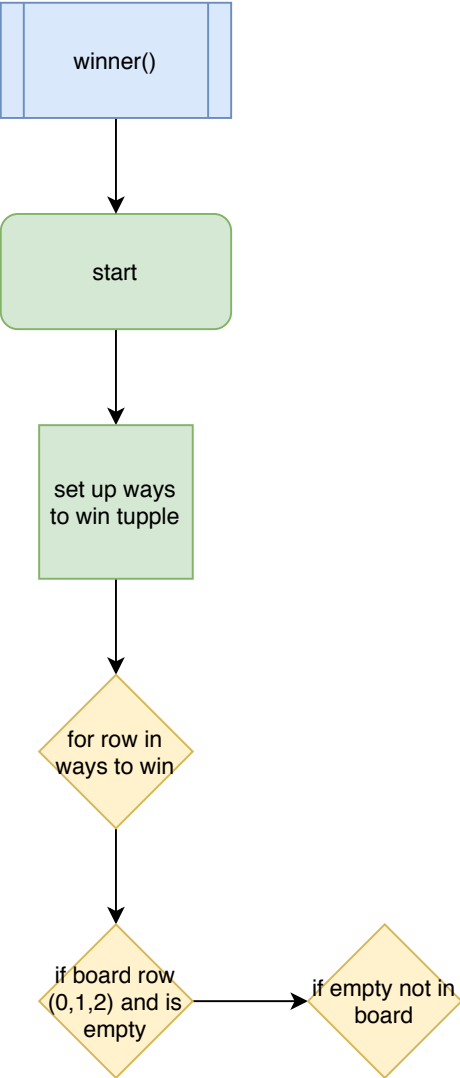 winner()
start
set up ways
to win tupple
for row in
ways to win
if board row
(0,1,2) and is
empty
if empty not in
board